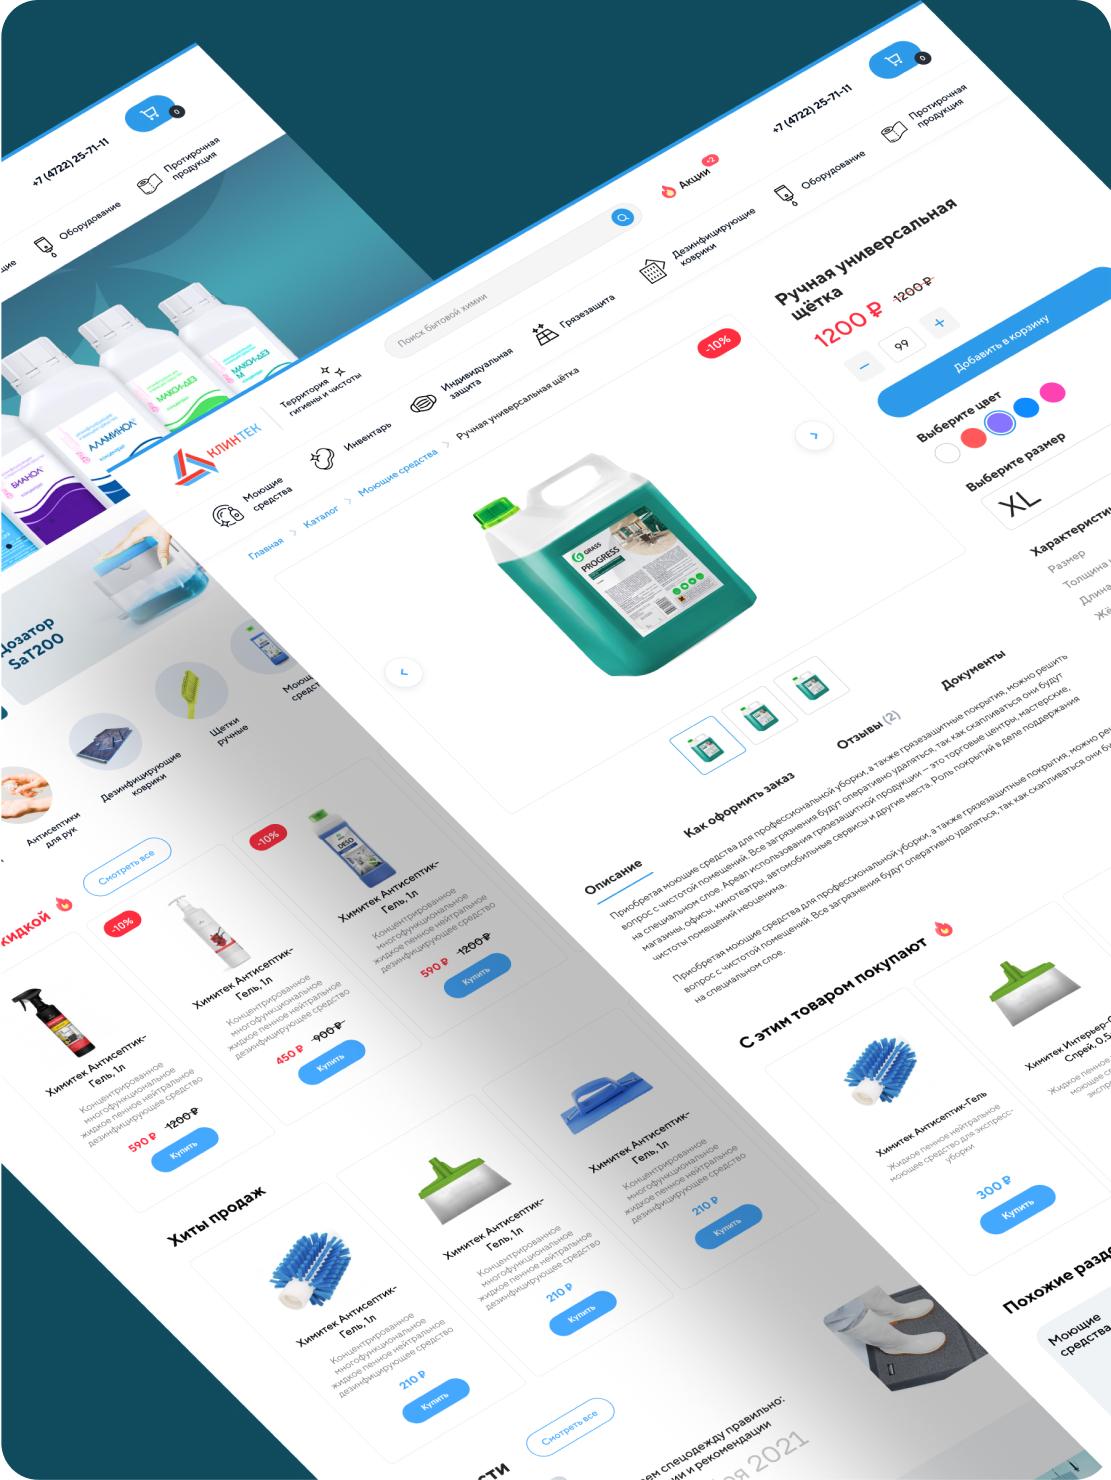 +7 (4722) 25-71-11
0
Протирочная
продукция
Оборудование
МАКСИ-ДЕЗ
М
МАКСИ-ДЕЗ
АЛАМИНОЛ
БИАНОЛ
SaT200
Моющ
средст
Щетки
ручные
Дезинфицирующие
коврики
Антисептики
для рук
Смотреть все
кидкой
-10%
DESO
Химитек Антисептик-
Гель, 1л
Концентрированное
многофункциональное
жидкое пенное нейтральное
дезинфицирующее средство
590 ₽ 1200 ₽
Купить
-10%
Химитек Антисептик-
Гель, 1л
Концентрированное
многофункциональное
жидкое пенное нейтральное
дезинфицирующее средство
450 ₽ 900 ₽
Купить
Химитек Антисептик-
Гель, 1л
Концентрированное
многофункциональное
жидкое пенное нейтральное
дезинфицирующее средство
590 ₽ 1200 ₽
Купить
Хиты продаж
Химитек Антисептик-
Гель, 1л
Концентрированное
многофункциональное
жидкое пенное нейтральное
дезинфицирующее средство
210 ₽
Купить
Химитек Антисептик-
Гель, 1л
Концентрированное
многофункциональное
жидкое пенное нейтральное
дезинфицирующее средство
210 ₽
Купить
Химитек Антисептик-
Гель, 1л
Концентрированное
многофункциональное
жидкое пенное нейтральное
дезинфицирующее средство
210 ₽
Купить
Смотреть все
ем спецодежду правильно:
ии и рекомендации
2021
КЛИНТЕК
Территория
гигиены и чистоты
Поиск бытовой химии
Акции
+2
+7 (4722) 25-71-11
0
Моющие
средства
Инвентарь
Индивидуальная
защита
Грязезащита
Дезинфицирующие
коврики
Оборудование
Протирочная
продукция
Главная
Каталог
Моющие средства
Ручная универсальная щётка
-10%
GRASS
PROGRESS
Ручная универсальная
щётка
1200 ₽ 1200 ₽
99
Добавить в корзину
Выберите цвет
Выберите размер
XL
Характеристи
Размер
Толщина
Длина
Жё
Описание
Как оформить заказ
Отзывы (2)
Документы
Приобретая моющие средства для профессиональной уборки, а также грязезащитные покрытия, можно решить
вопрос с чистотой помещений. Все загрязнения будут оперативно удаляться, так как скапливаться они будут
на специальном слое. Ареал использования грязезащитной продукции — это торговые центры, мастерские,
магазины, офисы, кинотеатры, автомобильные сервисы и другие места. Роль покрытий в деле поддержания
чистоты помещений неоценима.
Приобретая моющие средства для профессиональной уборки, а также грязезащитные покрытия, можно ре
вопрос с чистотой помещений. Все загрязнения будут оперативно удаляться, так как скапливаться они бу
на специальном слое.
С этим товаром покупают
Химитек Антисептик-Гель
Жидкое пенное нейтральное
моющее средство для экспресс-
уборки
300 ₽
Купить
Химитек Интерьер-
Спрей, 0,5
Жидкое пенное
моющее ср
экспр
Похожие разде
Моющие
средства